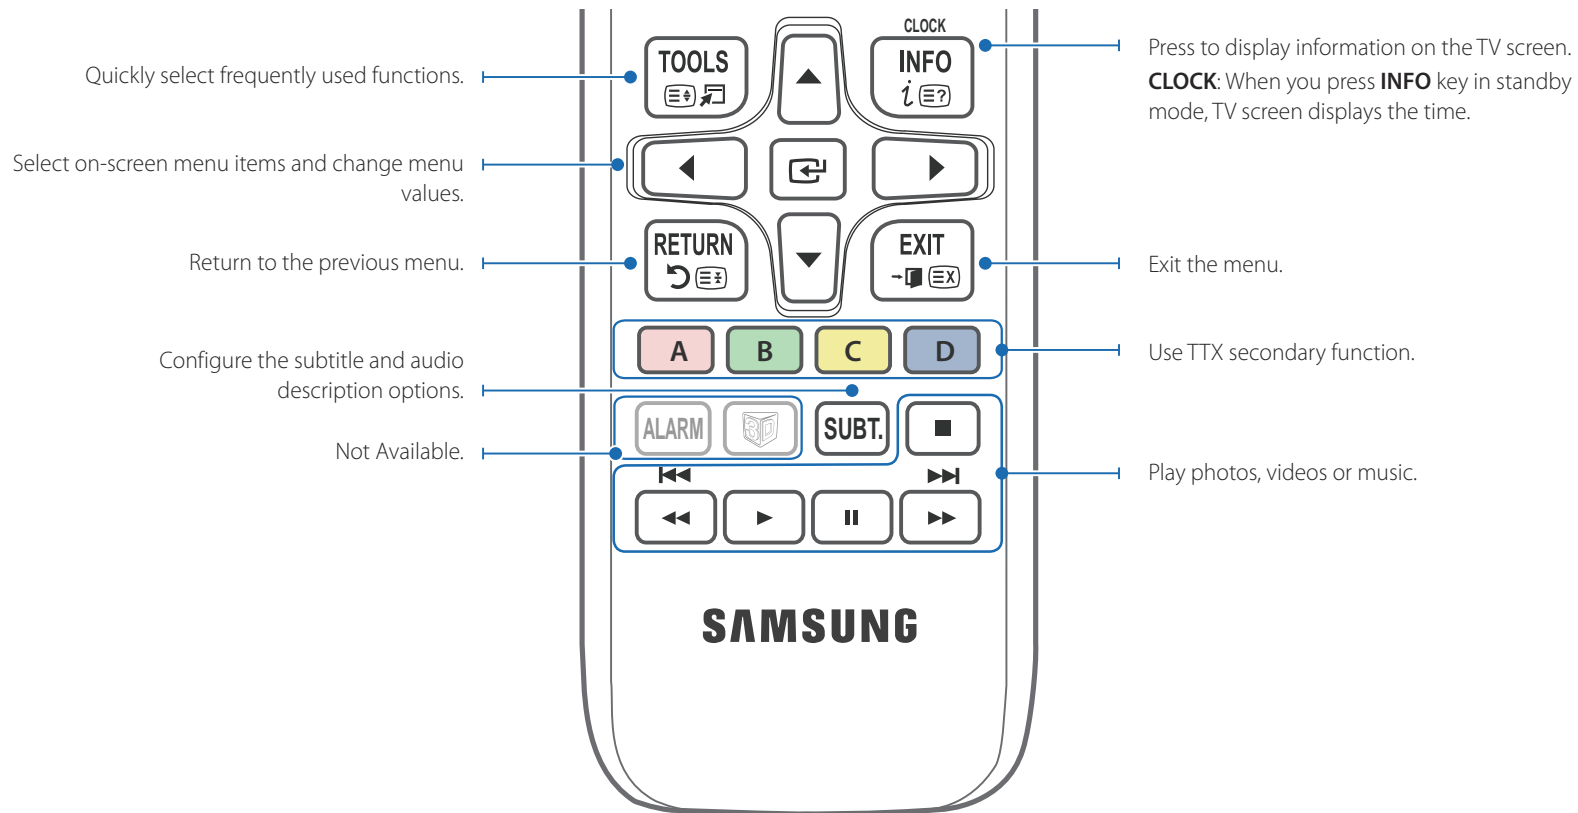 CLOCK
TOOLS
INFO
Quickly select frequently used functions.
Press to display information on the TV screen.
CLOCK: When you press INFO key in standby
mode, TV screen displays the time.
Select on-screen menu items and change menu
values.
RETURN
EXIT
Return to the previous menu.
Exit the menu.
A B C D
Use TTX secondary function.
Configure the subtitle and audio
description options.
ALARM 3D SUBT.
Not Available.
Play photos, videos or music.
SAMSUNG